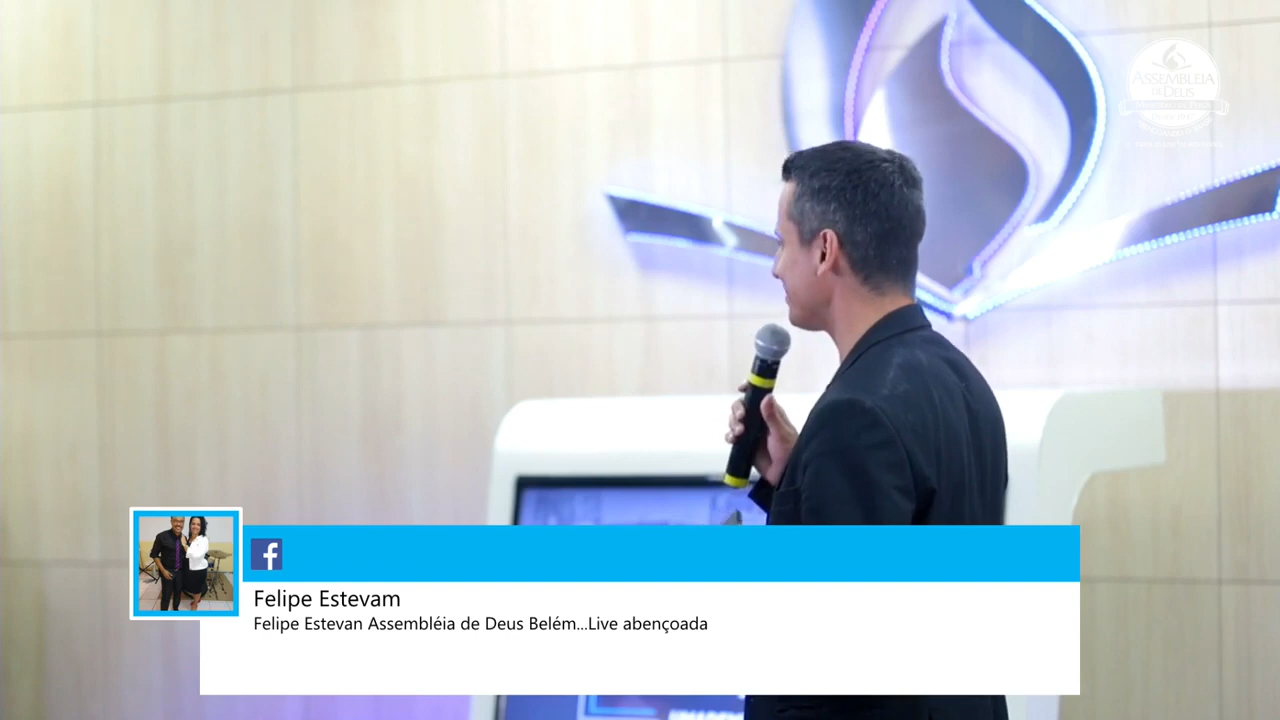 ASSEMBLEIA
DE DEUS
f
Felipe Estevam
Felipe Estevan Assembléia de Deus Belém...Live abençoada